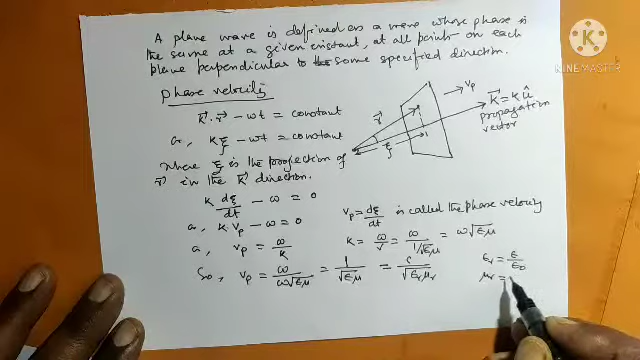 A plane wave is defined as a wave whose phase is
the same at a given instant, at all points on each
plane perpendicular to some specified direction.
KINEMASTER
Phase velocity
K⃗ . r⃗ - ωt = constant
or, kξ - ωt = constant
where ξ is the projection of
r⃗ in the K⃗ direction.
r⃗
ξ
Vp
K⃗ = K û
propagation
vector
k dξ/dt - ω = 0
or, k. Vp - ω = 0
or, Vp = ω/k
Vp = dξ/dt is called the phase velocity
K = ω/v = ω/(1/√εμ) = ω√εμ
So, Vp = ω/(ω√εμ) = 1/√εμ = c/√(εr μr)
εr = ε/ε0
μr =